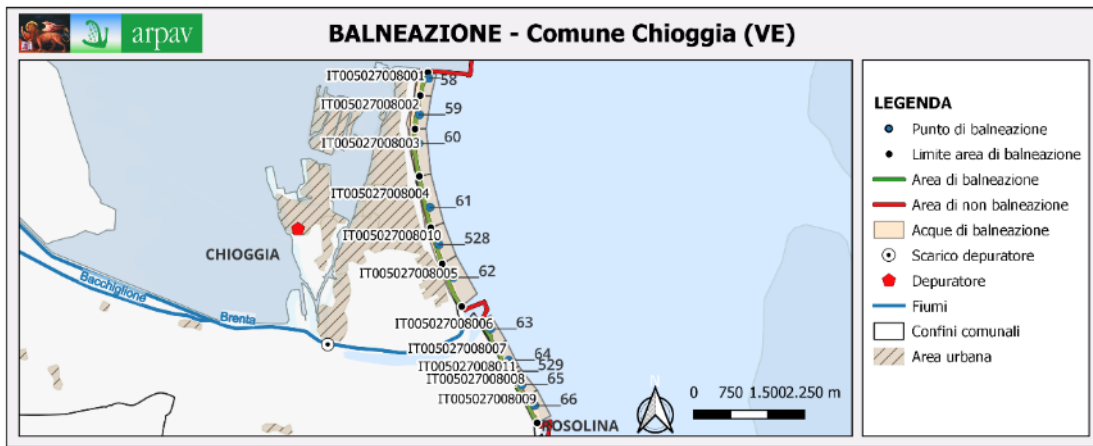 arpav
BALNEAZIONE - Comune Chioggia (VE)
IT005027008001
58
IT005027008002
59
60
IT005027008003
IT005027008004
61
IT005027008010
528
CHIOGGIA
IT005027008005
62
Bacchiglione
Brenta
IT005027008006
63
IT005027008007
64
IT005027008011
529
IT005027008008
65
IT005027008009
66
ROSOLINA
N
0 750 1.5002.250 m
LEGENDA
Punto di balneazione
Limite area di balneazione
Area di balneazione
Area di non balneazione
Acque di balneazione
Scarico depuratore
Depuratore
Fiumi
Confini comunali
Area urbana